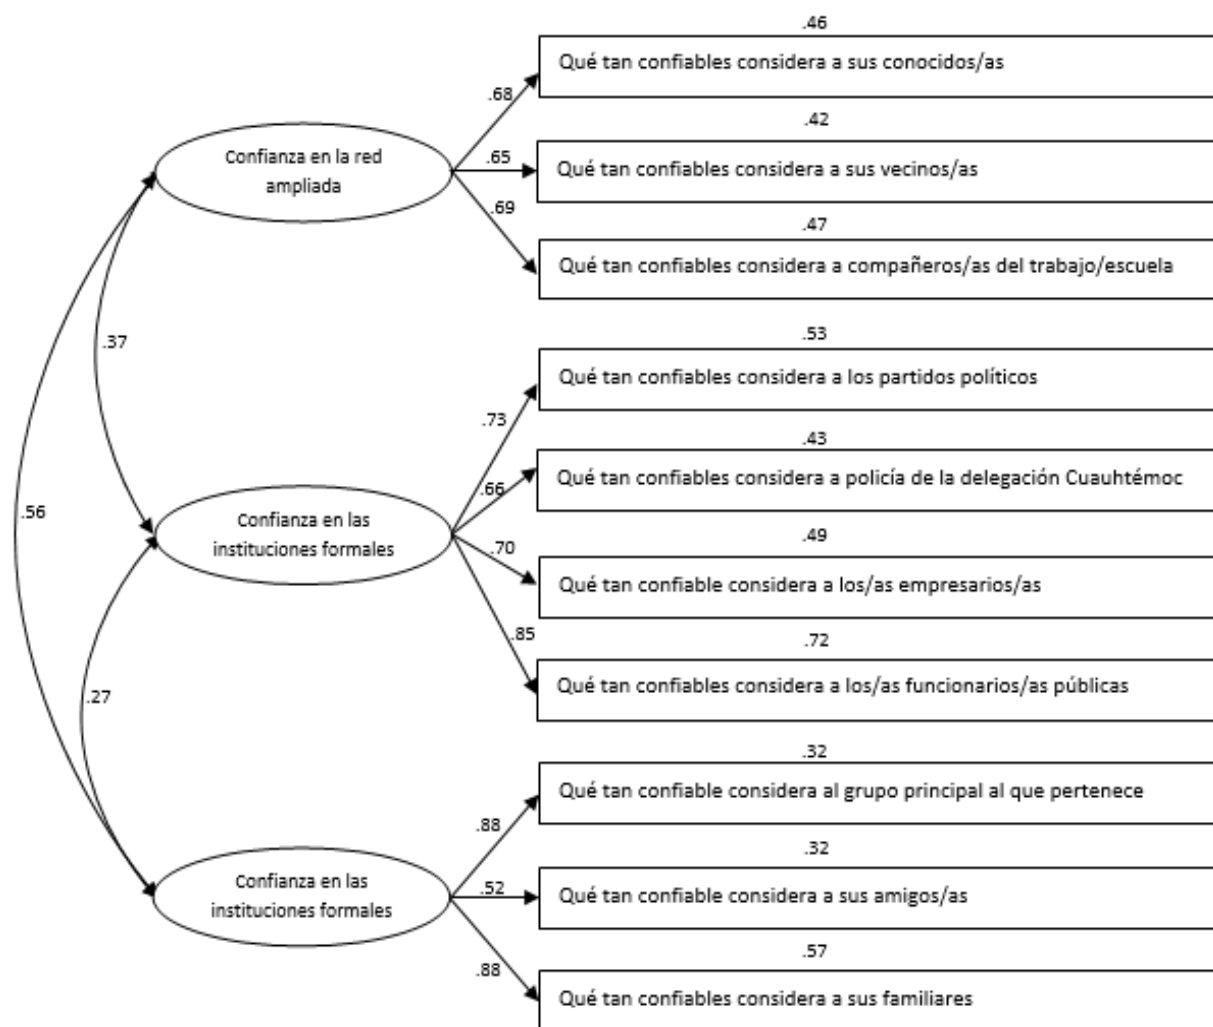 .46
Qué tan confiables considera a sus conocidos/as
.68
.42
Confianza en la red
ampliada
.65
Qué tan confiables considera a sus vecinos/as
.69
.47
Qué tan confiables considera a compañeros/as del trabajo/escuela
.37
.53
Qué tan confiables considera a los partidos políticos
.73
.43
.66
Qué tan confiables considera a policía de la delegación Cuauhtémoc
.56
Confianza en las
instituciones formales
.49
.70
Qué tan confiable considera a los/as empresarios/as
.85
.72
Qué tan confiables considera a los/as funcionarios/as públicas
.27
.32
Qué tan confiable considera al grupo principal al que pertenece
.88
.32
Confianza en las
instituciones formales
.52
Qué tan confiable considera a sus amigos/as
.88
.57
Qué tan confiables considera a sus familiares